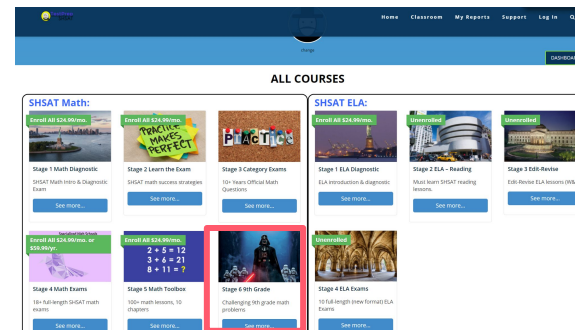 Home Classroom My Reports Support Log In
change
DASHBOA
ALL COURSES
SHSAT Math:
Enroll All $24.99/mo.
Stage 1 Math Diagnostic
SHSAT Math Intro & Diagnostic
Exam
See more...
Enroll All $24.99/mo.
PRACTICE
MAKES
PERFECT
Stage 2 Learn the Exam
SHSAT math success strategies
See more...
PRACTICE
Stage 3 Category Exams
10+ Years Official Math
Questions
See more...
SHSAT ELA:
Enroll All $24.99/mo.
Stage 1 ELA Diagnostic
ELA introduction & diagnostic
See more...
Unenrolled
Stage 2 ELA – Reading
Must learn SHSAT reading
lessons.
See more...
Unenrolled
Stage 3 Edit-Revise
Edit-Revise ELA lessons (W&
See more...
Specialized High Schools
Enroll All $24.99/mo. or
$59.99/yr.
Stage 4 Math Exams
18+ full-length SHSAT math
exams
See more...
Enroll All $24.99/mo.
2 + 5 = 12
3 + 6 = 21
8 + 11 = ?
Stage 5 Math Toolbox
100+ math lessons, 10
chapters
See more...
Stage 6 9th Grade
Challenging 9th grade math
problems
See more...
Unenrolled
Stage 4 ELA Exams
10 full-length (new format) ELA
Exams
See more...